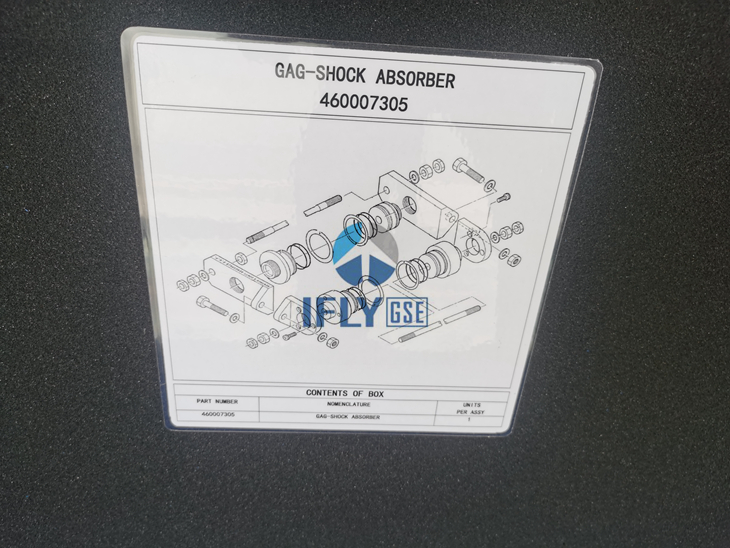 GAG-SHOCK ABSORBER
460007305
IFLY GSE
CONTENTS OF BOX
PART NUMBER NOMENCLATURE UNITS PER ASSY
460007305 GAG-SHOCK ABSORBER 1